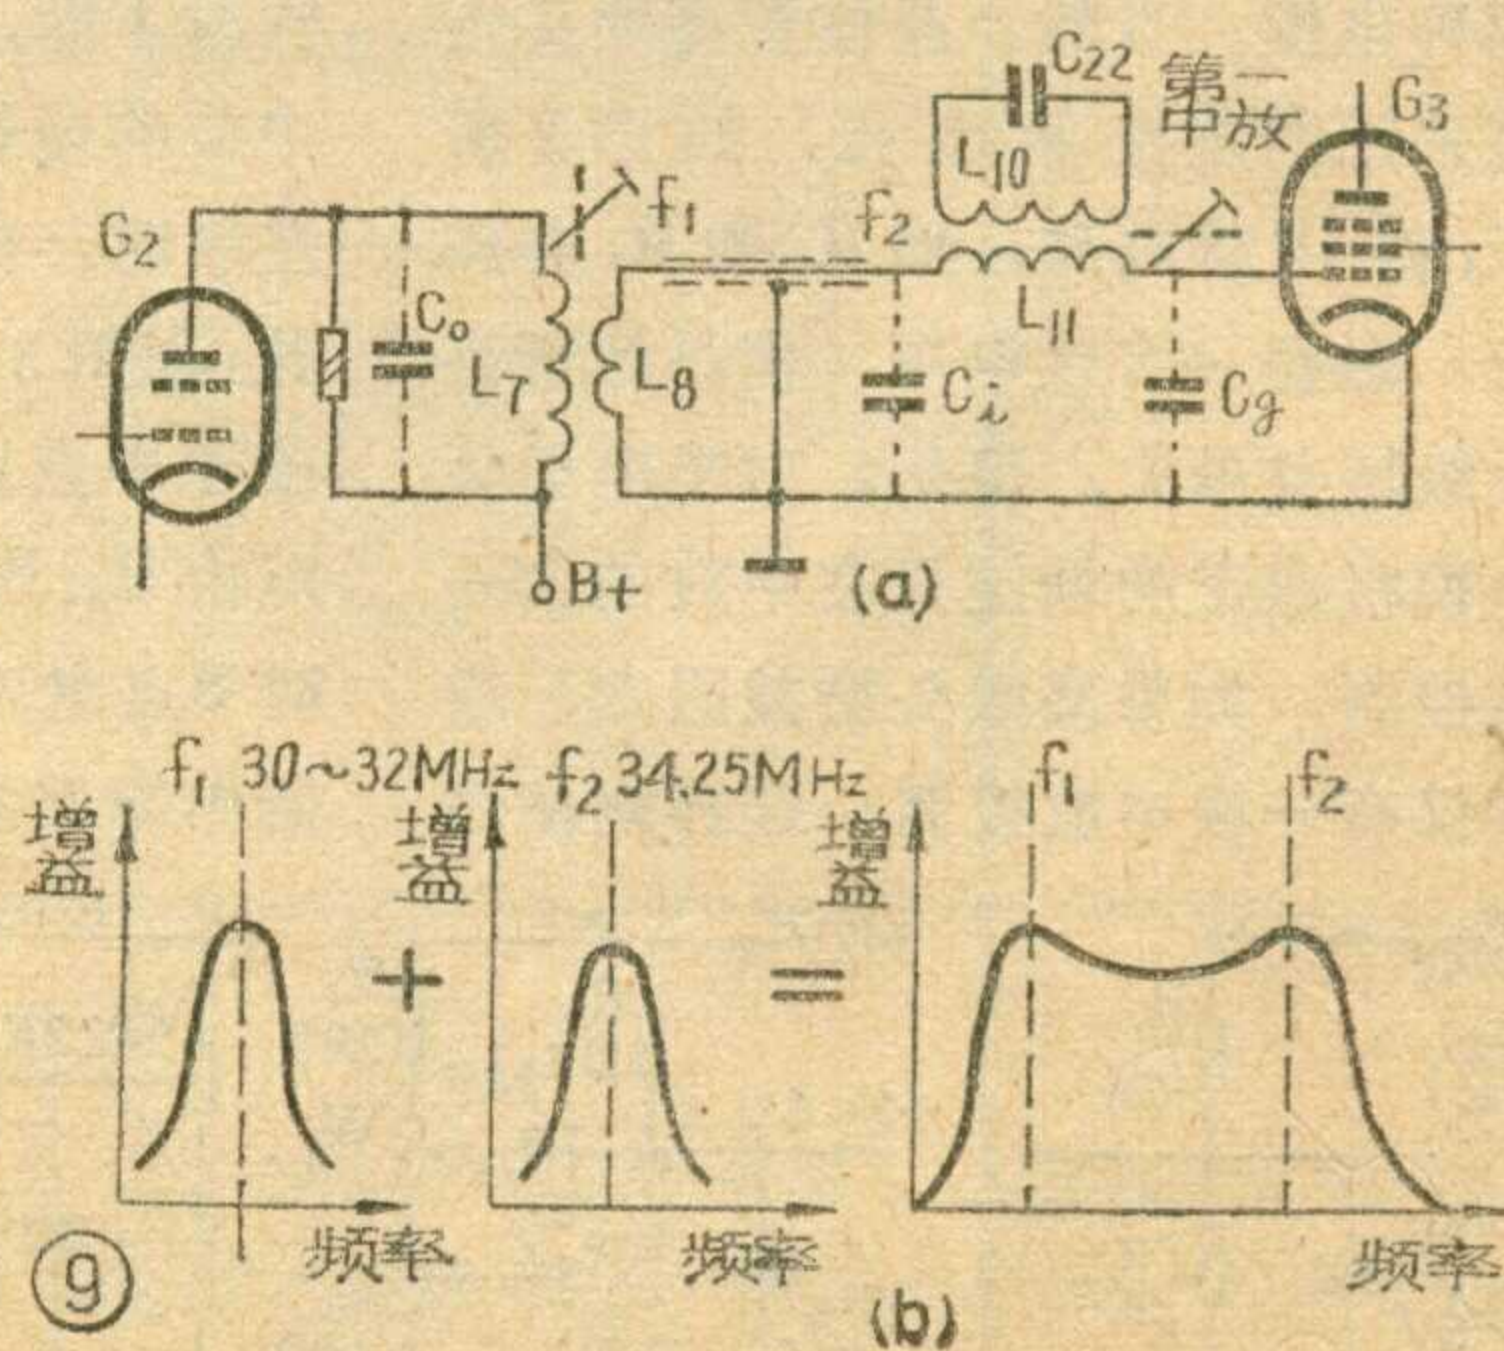 C22
第一
中放
G3
L10
G2
f1
f2
C0
L7
L8
L11
Ci
Cg
B+
(a)
f1 30~32MHz
f2 34.25MHz
f1
f2
增益
增益
增益
+
=
频率
频率
频率
9
(b)